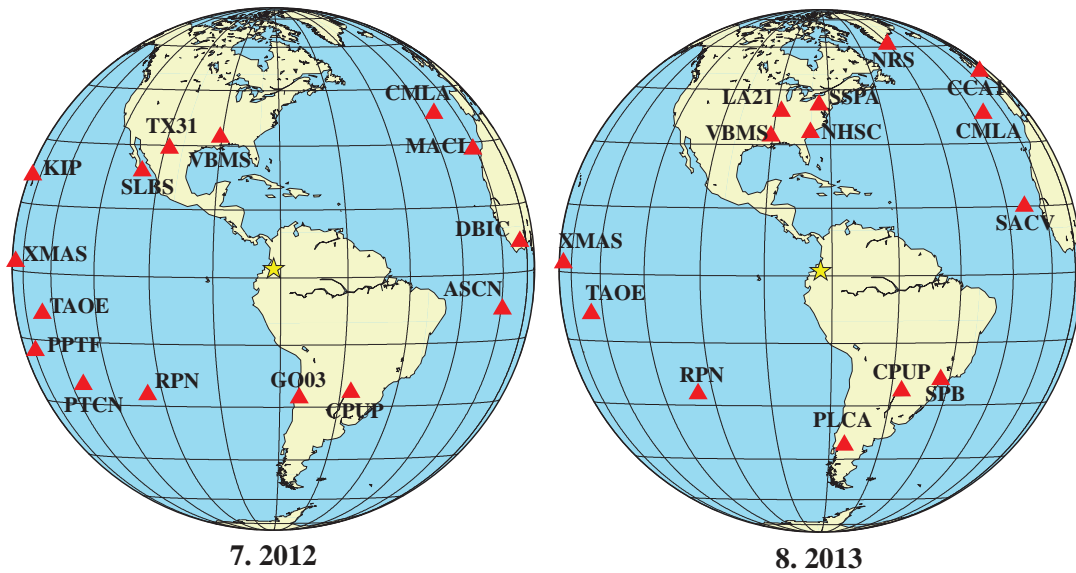 CMLA
TX31
MACI
VBMS
KIP
SLBS
DBIC
XMAS
ASCN
TAOE
PPTF
PTCN
RPN
GO03
CPUP
7. 2012
NRS
CCA1
LA21
SSPA
CMLA
VBMS
NHSC
SACV
XMAS
TAOE
RPN
CPUP
SPB
PLCA
8. 2013